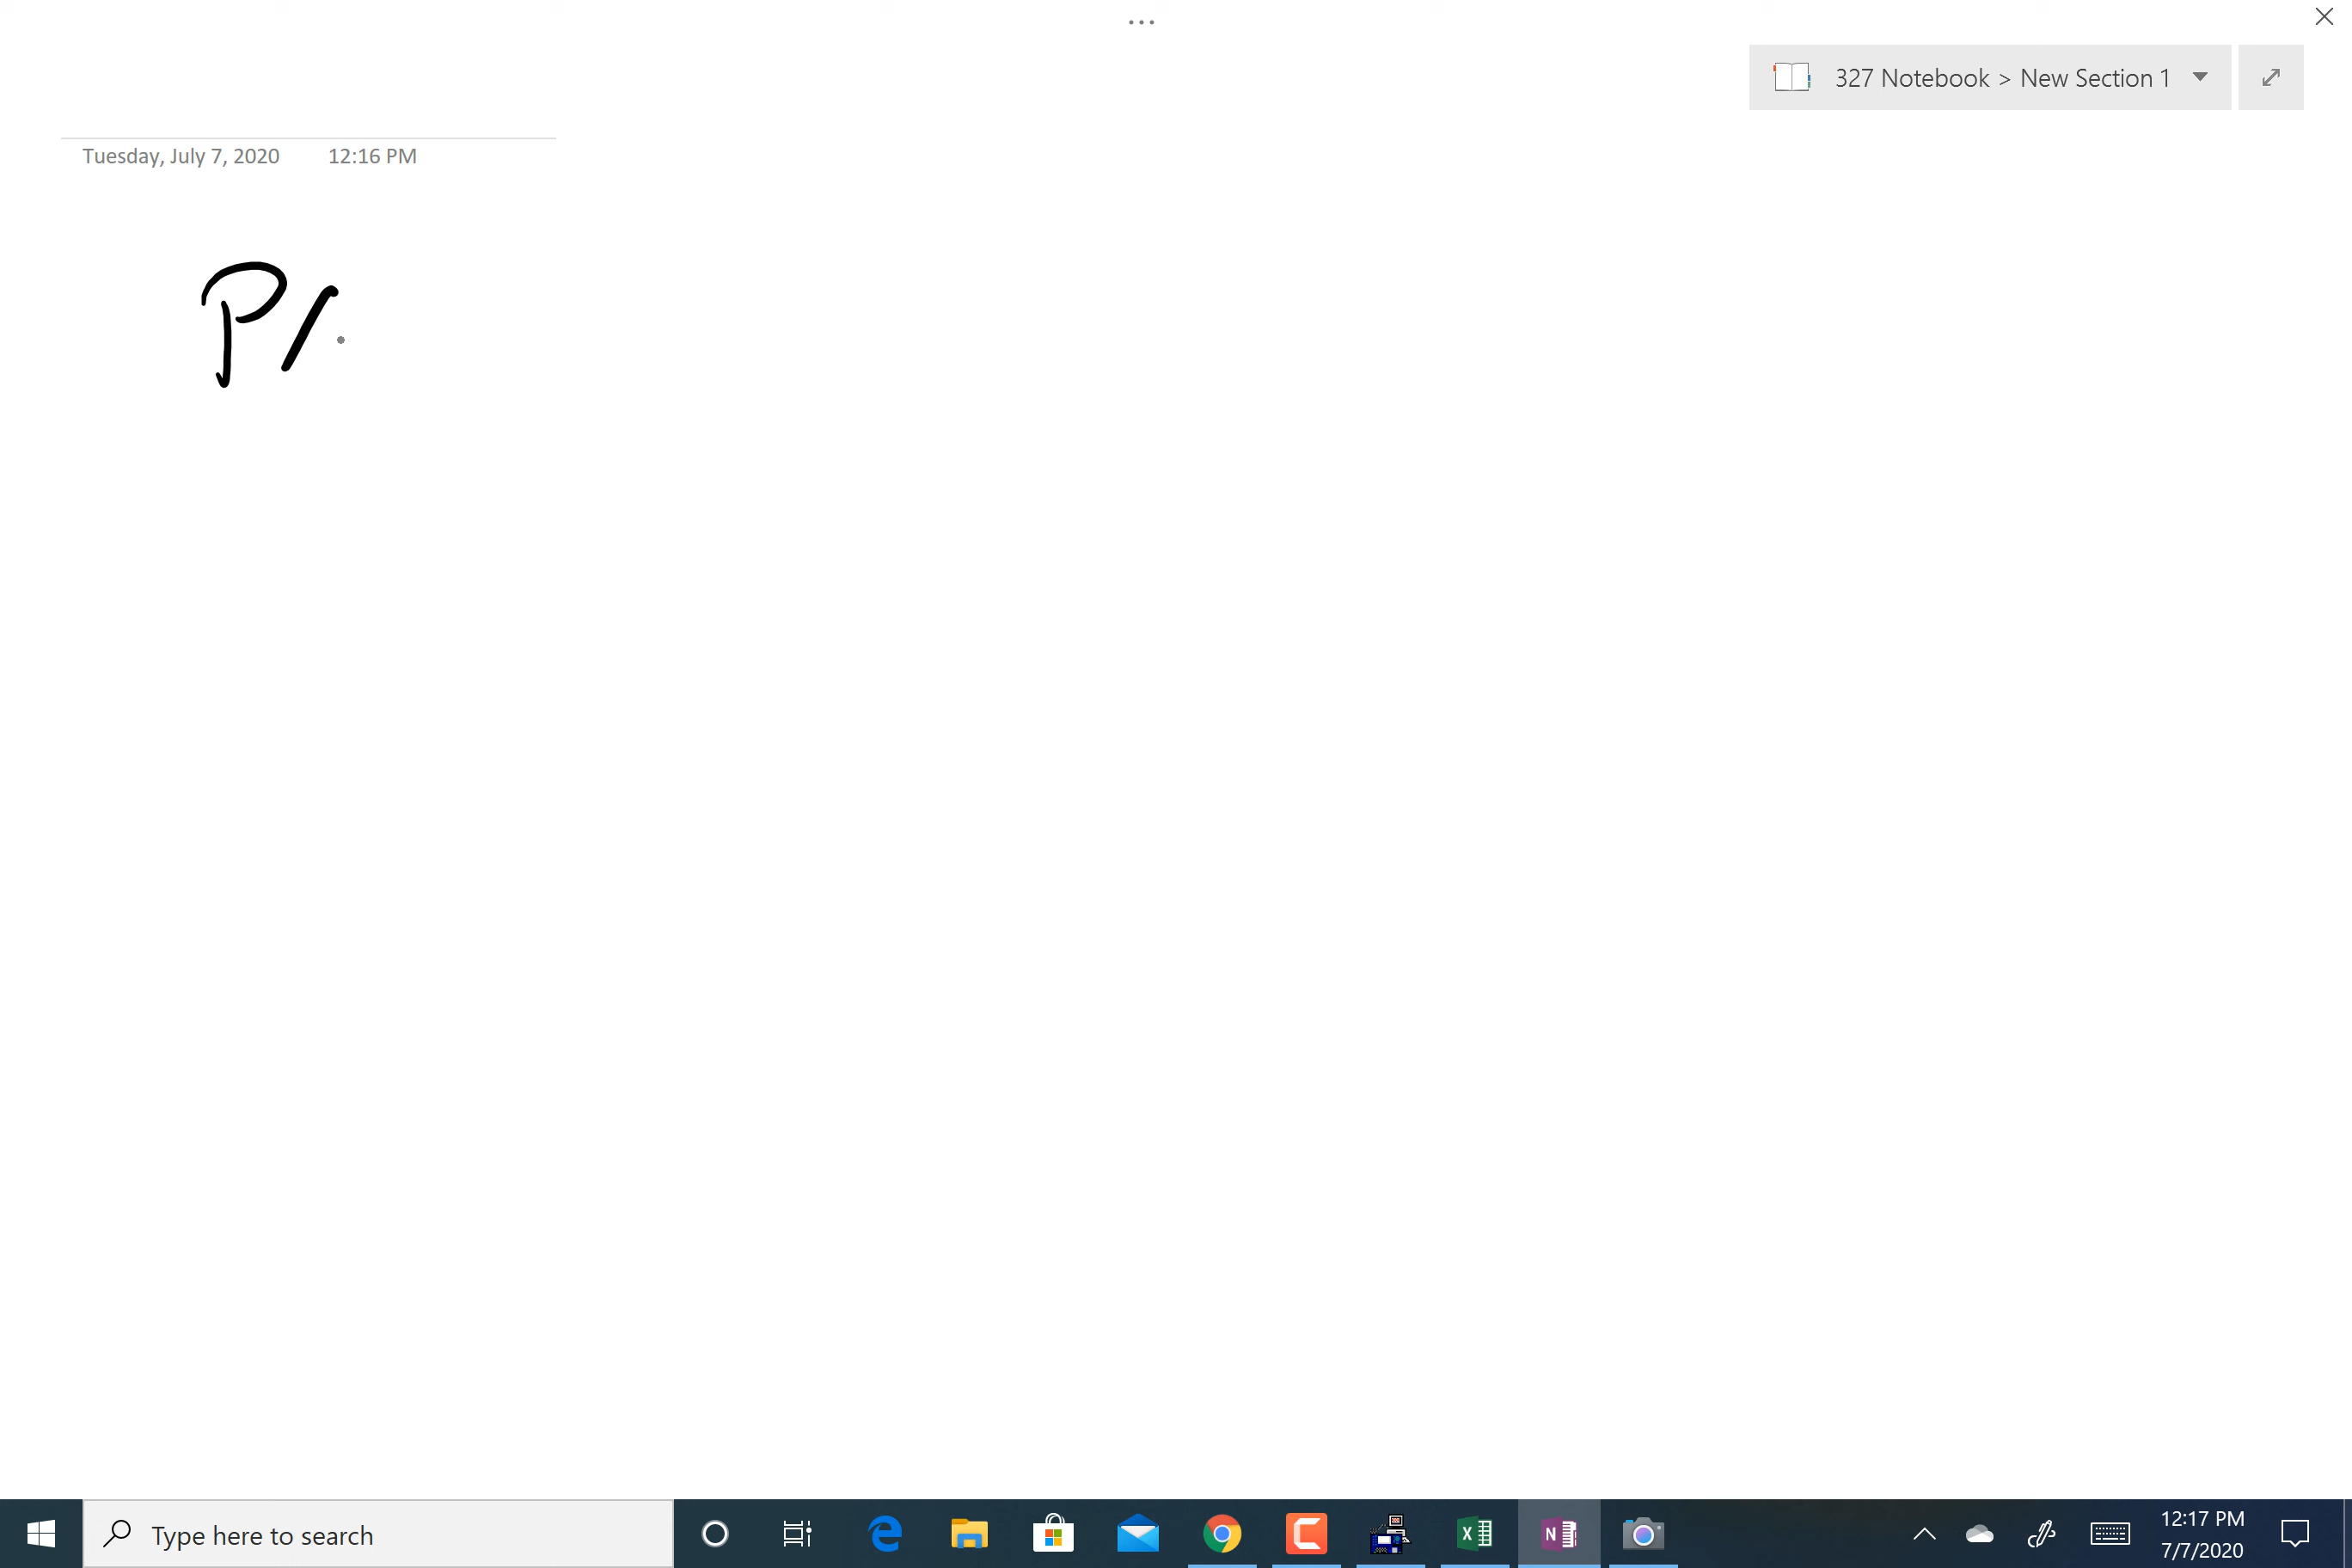 ...
327 Notebook > New Section 1
Tuesday, July 7, 2020 12:16 PM
P/
Type here to search
12:17 PM
7/7/2020